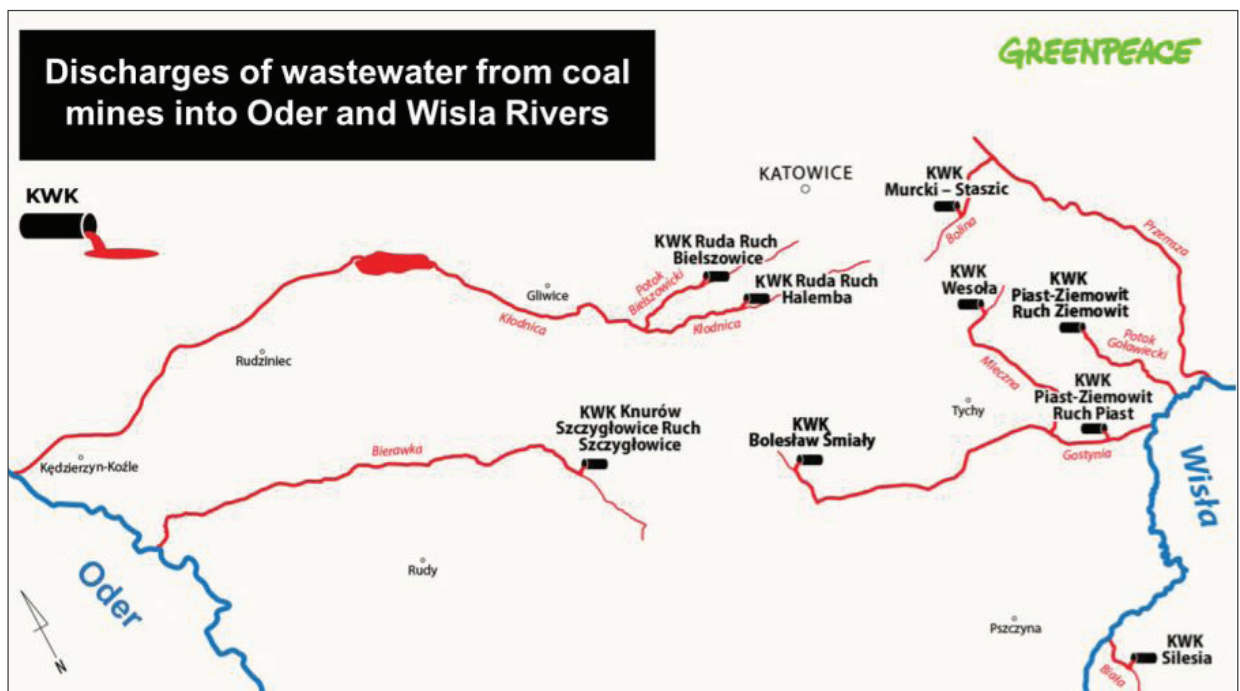 Discharges of wastewater from coal
mines into Oder and Wisla Rivers
GREENPEACE
KWK
KATOWICE
KWK
Murcki – Staszic
Bolina
Przemsza
KWK Ruda Ruch
Bielszowice
Potok
Bielszowicki
KWK Ruda Ruch
Halemba
Kłodnica
Gliwice
Kłodnica
KWK
Wesoła
KWK
Piast-Ziemowit
Ruch Ziemowit
Potok
Goławiecki
Rudziniec
Mleczna
KWK
Piast-Ziemowit
Ruch Piast
Tychy
KWK Knurów
Szczygłowice Ruch
Szczygłowice
KWK
Bolesław Śmiały
Bierawka
Gostynia
Kędzierzyn-Koźle
Wisła
Oder
Rudy
Pszczyna
KWK
Silesia
Biała
N